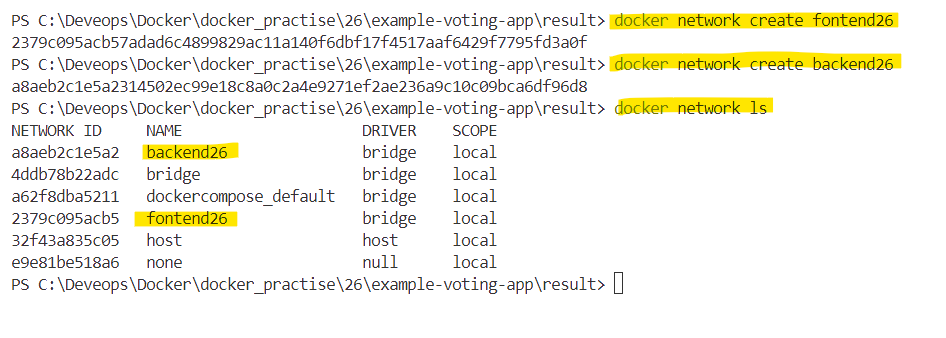 PS C:\Deveops\Docker\docker_practise\26\example-voting-app\result> docker network create fontend26
2379c095acb57adad6c4899829ac11a140f6dbf17f4517aaf6429f7795fd3a0f
PS C:\Deveops\Docker\docker_practise\26\example-voting-app\result> docker network create backend26
a8aeb2c1e5a2314502ec99e18c8a0c2a4e9271ef2ae236a9c10c09bca6df96d8
PS C:\Deveops\Docker\docker_practise\26\example-voting-app\result> docker network ls
NETWORK ID     NAME                    DRIVER    SCOPE
a8aeb2c1e5a2   backend26               bridge    local
4ddb78b22adc   bridge                  bridge    local
a62f8dba5211   dockercompose_default   bridge    local
2379c095acb5   fontend26               bridge    local
32f43a835c05   host                    host      local
e9e81be518a6   none                    null      local
PS C:\Deveops\Docker\docker_practise\26\example-voting-app\result>